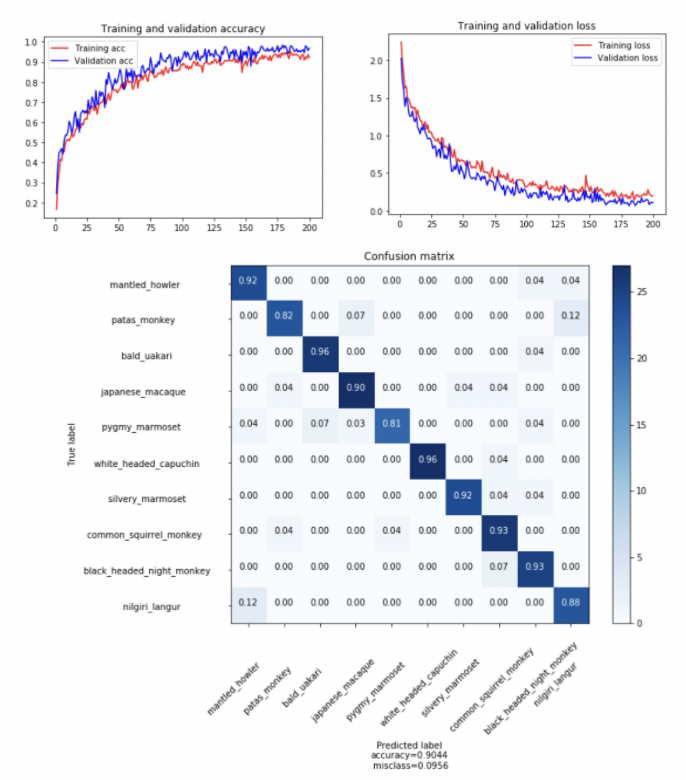 Training and validation accuracy
1.0
0.9
0.8
0.7
0.6
0.5
0.4
0.3
0.2
Training acc
Validation acc
0 25 50 75 100 125 150 175 200
Training and validation loss
2.0
1.5
1.0
0.5
0.0
Training loss
Validation loss
0 25 50 75 100 125 150 175 200
Confusion matrix
True label
mantled_howler 0.92 0.00 0.00 0.00 0.00 0.00 0.00 0.00 0.04 0.04
patas_monkey 0.00 0.82 0.00 0.07 0.00 0.00 0.00 0.00 0.00 0.12
bald_uakari 0.00 0.00 0.96 0.00 0.00 0.00 0.00 0.00 0.04 0.00
japanese_macaque 0.00 0.04 0.00 0.90 0.00 0.00 0.04 0.04 0.00 0.00
pygmy_marmoset 0.04 0.00 0.07 0.03 0.81 0.00 0.00 0.00 0.04 0.00
white_headed_capuchin 0.00 0.00 0.00 0.00 0.00 0.96 0.00 0.04 0.00 0.00
silvery_marmoset 0.00 0.00 0.00 0.00 0.00 0.00 0.92 0.04 0.04 0.00
common_squirrel_monkey 0.00 0.04 0.00 0.00 0.04 0.00 0.00 0.93 0.00 0.00
black_headed_night_monkey 0.00 0.00 0.00 0.00 0.00 0.00 0.00 0.07 0.93 0.00
nilgiri_langur 0.12 0.00 0.00 0.00 0.00 0.00 0.00 0.00 0.00 0.88
25
20
15
10
5
0
mantled_howler
patas_monkey
bald_uakari
japanese_macaque
pygmy_marmoset
white_headed_capuchin
silvery_marmoset
common_squirrel_monkey
black_headed_night_monkey
nilgiri_langur
Predicted label
accuracy=0.9044
misclass=0.0956